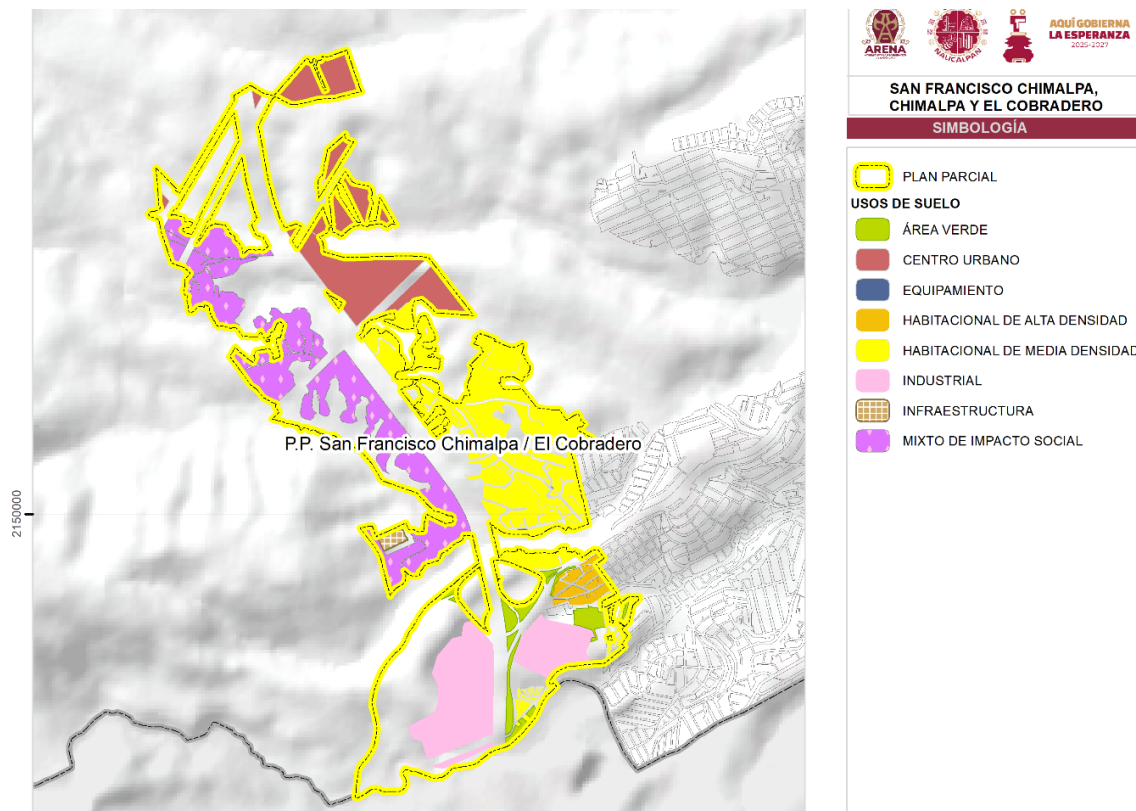 ARENA
NAUCALPAN
AQUÍ GOBIERNA
LA ESPERANZA
2025-2027
SAN FRANCISCO CHIMALPA,
CHIMALPA Y EL COBRADERO
SIMBOLOGÍA
PLAN PARCIAL
USOS DE SUELO
ÁREA VERDE
CENTRO URBANO
EQUIPAMIENTO
HABITACIONAL DE ALTA DENSIDAD
HABITACIONAL DE MEDIA DENSIDAD
INDUSTRIAL
INFRAESTRUCTURA
MIXTO DE IMPACTO SOCIAL
P.P. San Francisco Chimalpa / El Cobradero
2150000